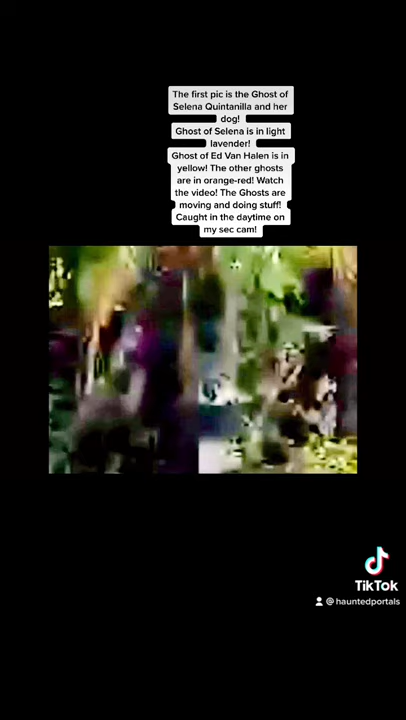 The first pic is the Ghost of
Selena Quintanilla and her
dog!
Ghost of Selena is in light
lavender!
Ghost of Ed Van Halen is in
yellow! The other ghosts
are in orange-red! Watch
the video! The Ghosts are
moving and doing stuff!
Caught in the daytime on
my sec cam!
TikTok
@hauntedportals